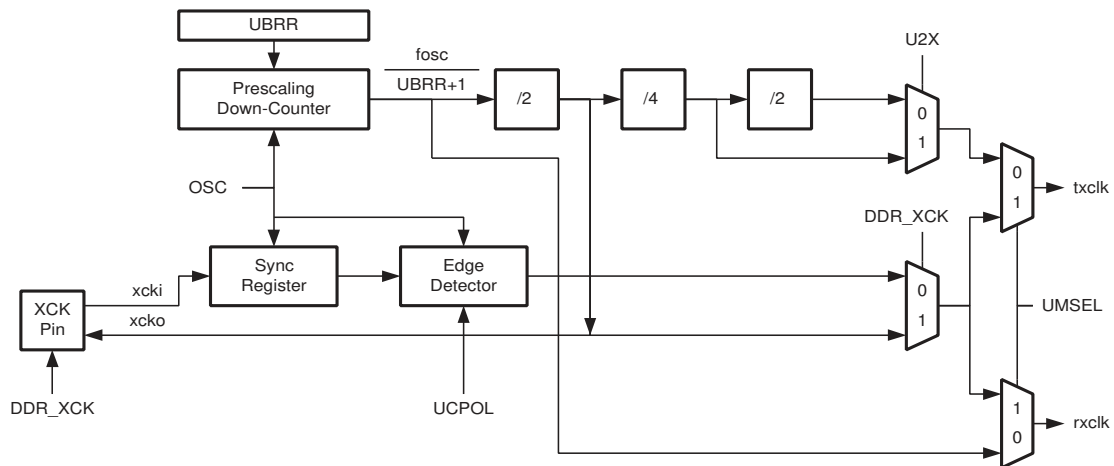 UBRR
fosc
U2X
Prescaling
Down-Counter
UBRR+1
/2
/4
/2
0
1
0
1
txclk
OSC
DDR_XCK
Sync
Register
Edge
Detector
xcki
0
1
XCK
Pin
xcko
UMSEL
DDR_XCK
UCPOL
1
0
rxclk